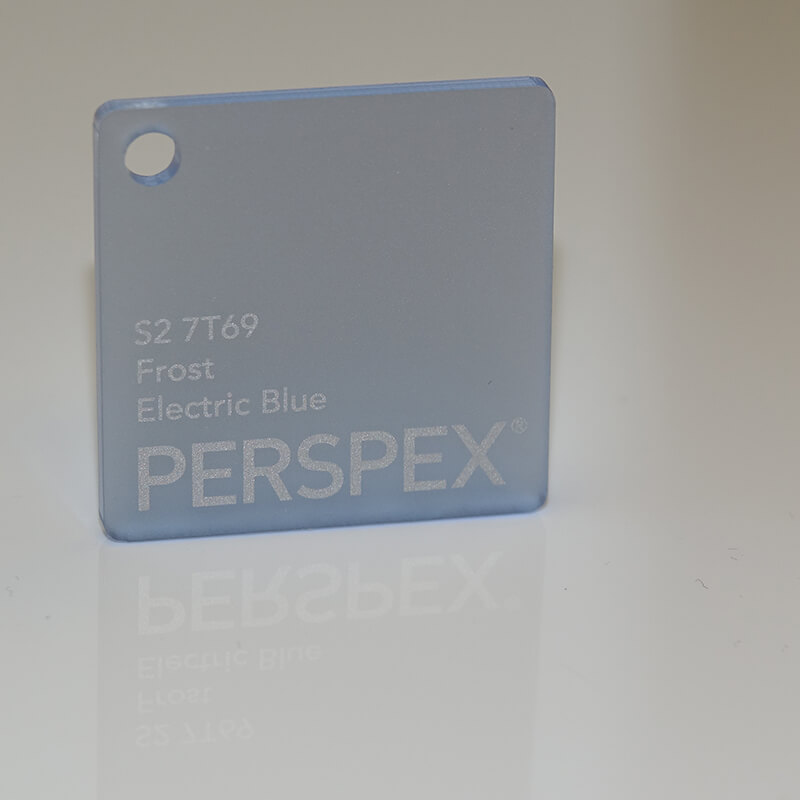 S2 7T69
Frost
Electric Blue
PERSPEX®